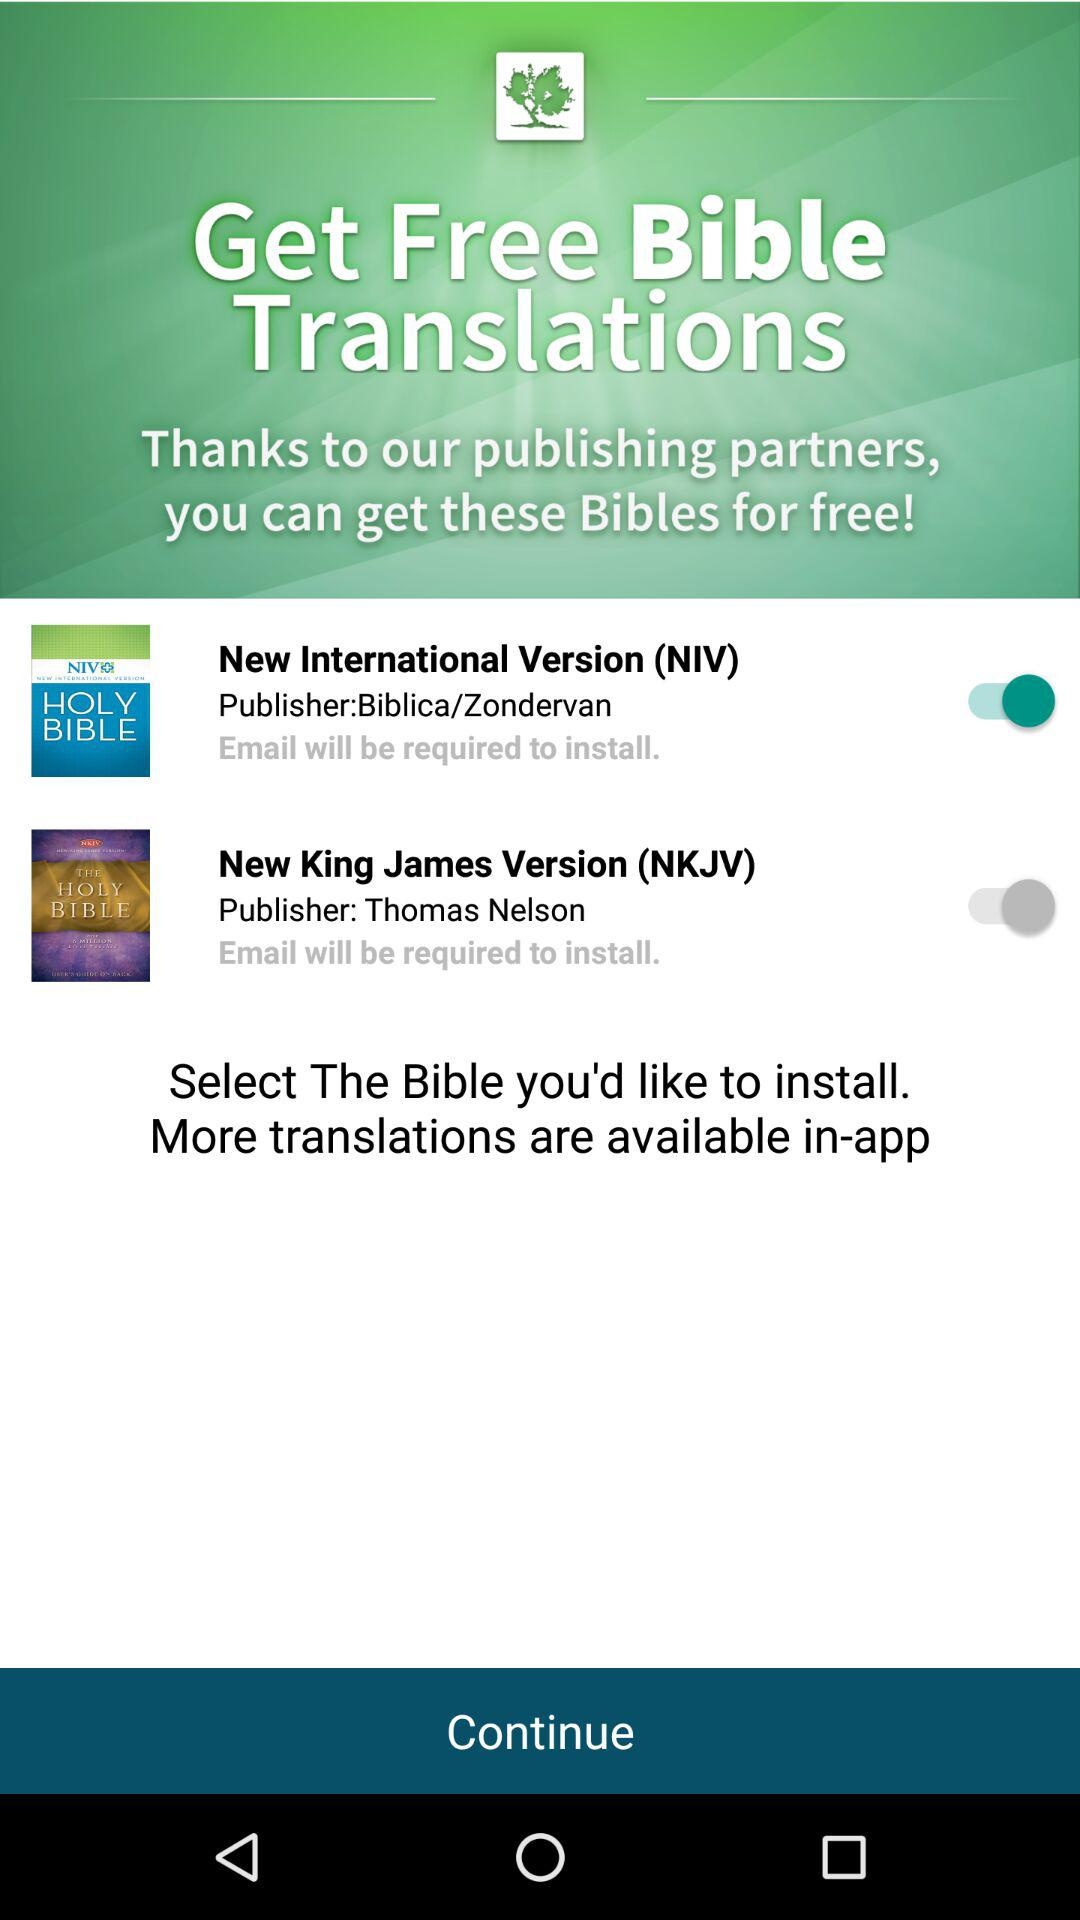 Get Free Bible
Translations
Thanks to our publishing partners,
you can get these Bibles for free!
NIV
NEW INTERNATIONAL VERSION
HOLY
BIBLE
New International Version (NIV)
Publisher:Biblica/Zondervan
Email will be required to install.
NKJV
THE
HOLY
BIBLE
New King James Version (NKJV)
Publisher: Thomas Nelson
Email will be required to install.
Select The Bible you'd like to install.
More translations are available in-app
Continue